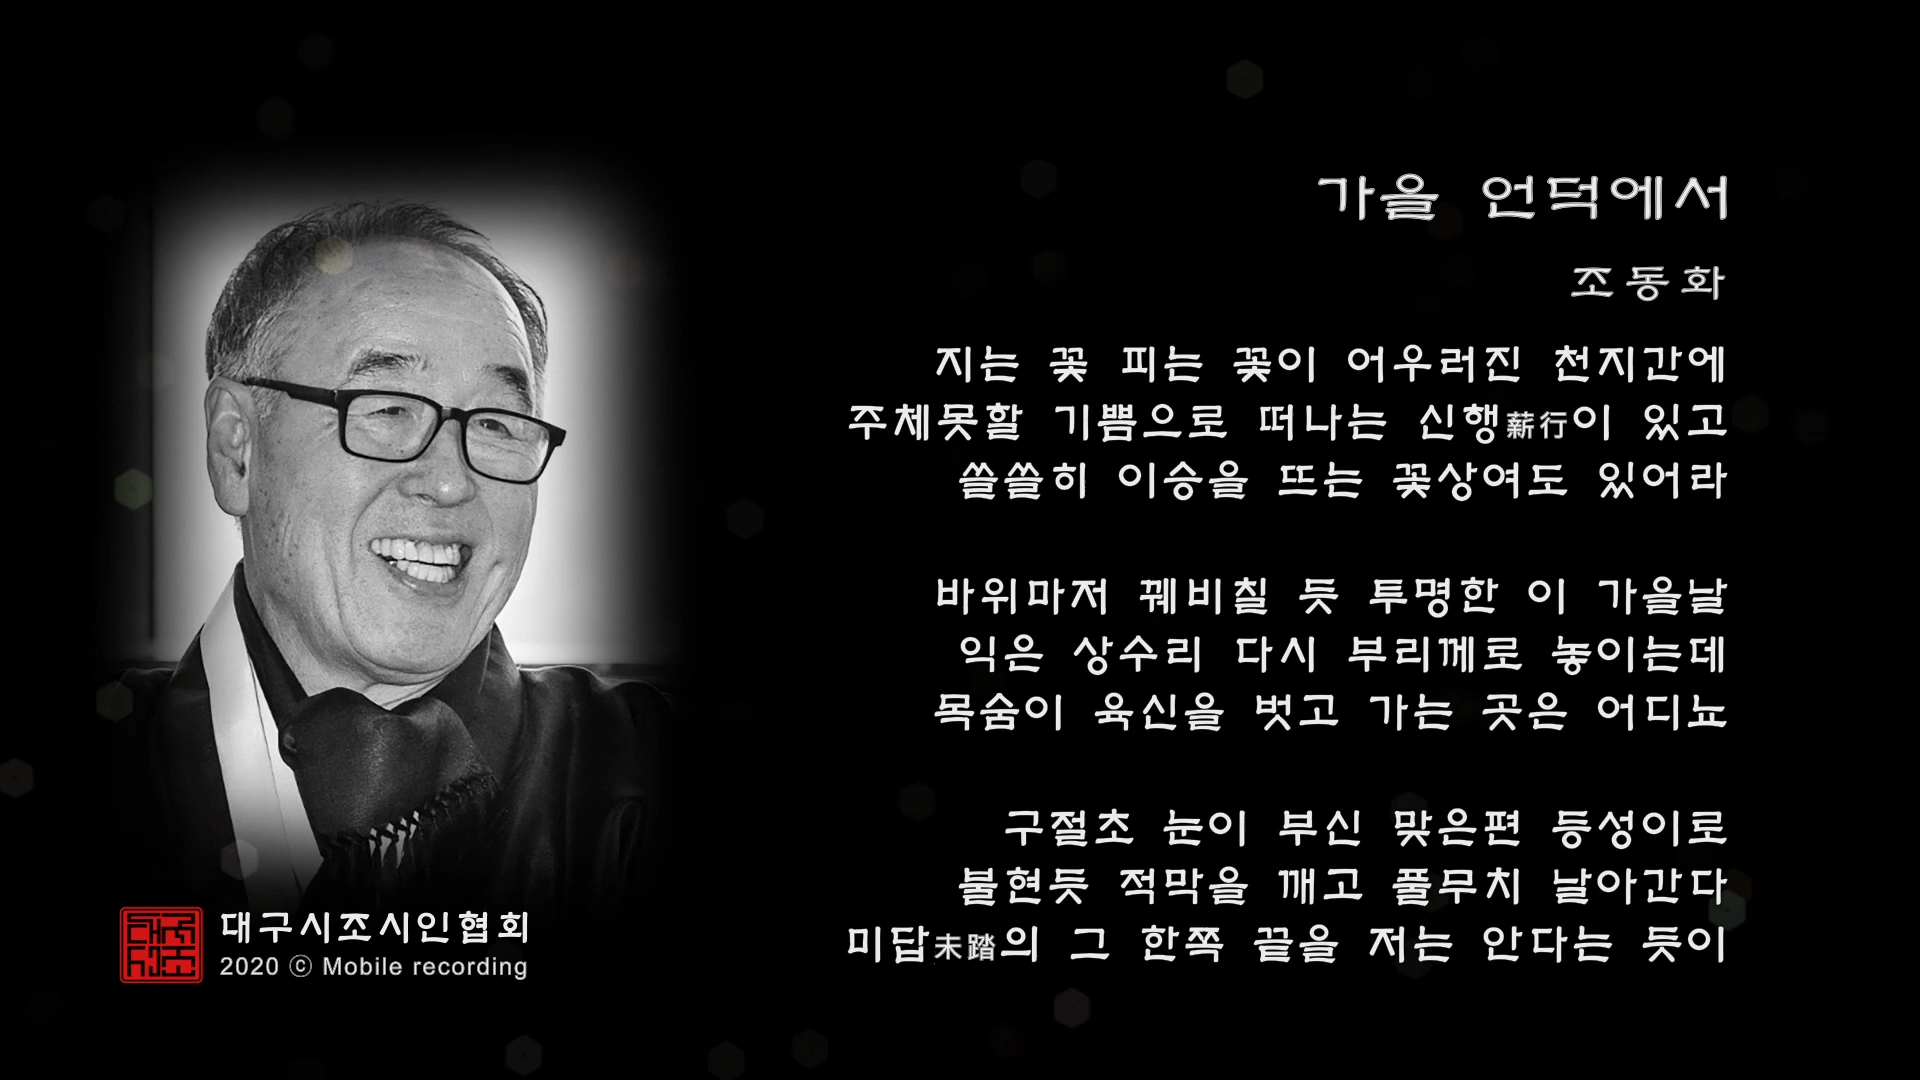 가을 언덕에서
조동화
지는 꽃 피는 꽃이 어우러진 천지간에
주체못할 기쁨으로 떠나는 신행薪行이 있고
쓸쓸히 이승을 뜨는 꽃상여도 있어라
바위마저 꿰비칠 듯 투명한 이 가을날
익은 상수리 다시 부리께로 놓이는데
목숨이 육신을 벗고 가는 곳은 어디뇨
구절초 눈이 부신 맞은편 등성이로
불현듯 적막을 깨고 풀무치 날아간다
미답未踏의 그 한쪽 끝을 저는 안다는 듯이
대구시조시인협회
2020 ⓒ Mobile recording